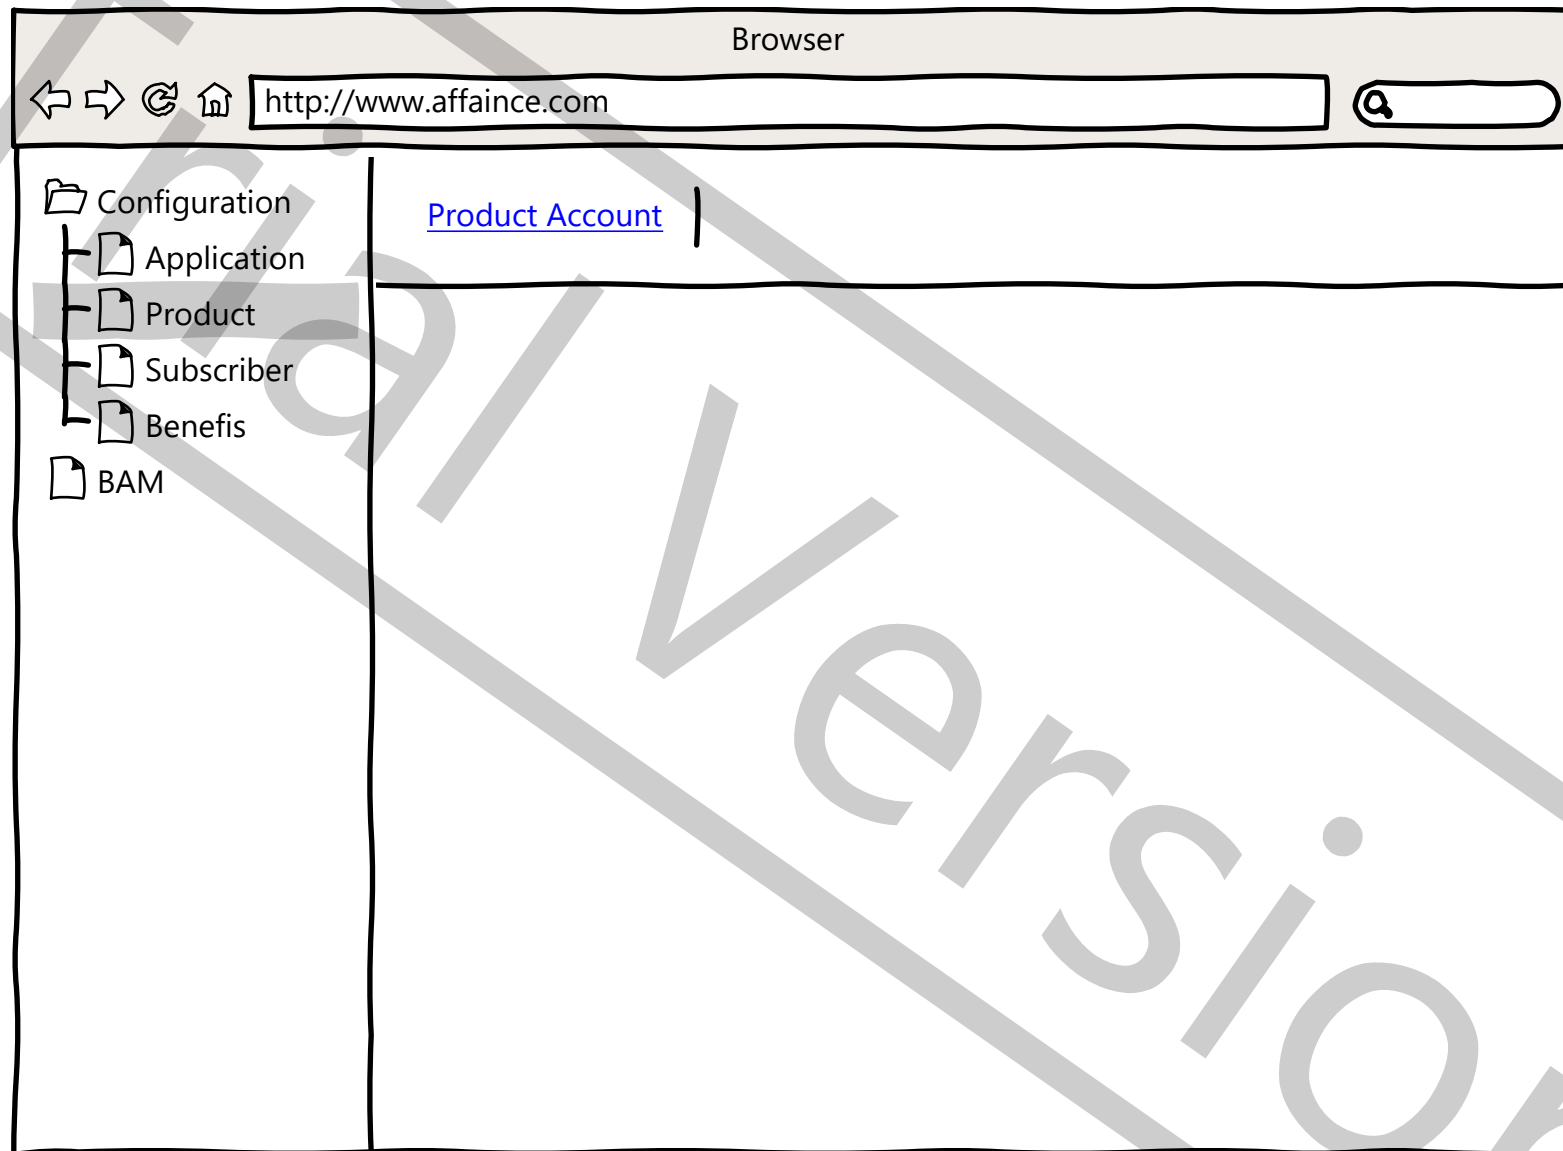 Browser
http://www.affaince.com
Configuration
Application
Product
Subscriber
Benefis
BAM
Product Account
Trial Version